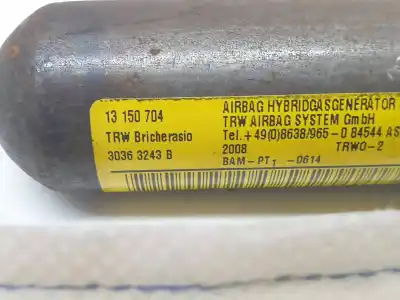 13 150 704
TRW Bricherasio
3036 3243 B
AIRBAG HYBRIDGASGENERATOR
TRW AIRBAG SYSTEM GmbH
Tel.+49(0)8638/965-0 84544 AS
2008 TRWO-2
BAM-PT1 -0614